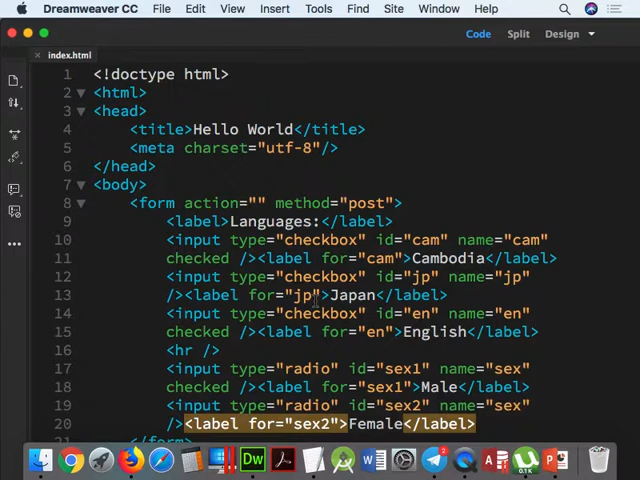 Dreamweaver CC File Edit View Insert Tools Find Site Window Help
Code Split Design
index.html
1 <!doctype html>
2 <html>
3 <head>
4 <title>Hello World</title>
5 <meta charset="utf-8"/>
6 </head>
7 <body>
8 <form action="" method="post">
9 <label>Languages:</label>
10 <input type="checkbox" id="cam" name="cam"
11 checked /><label for="cam">Cambodia</label>
12 <input type="checkbox" id="jp" name="jp"
13 /><label for="jp">Japan</label>
14 <input type="checkbox" id="en" name="en"
15 checked /><label for="en">English</label>
16 <hr />
17 <input type="radio" id="sex1" name="sex"
18 checked /><label for="sex1">Male</label>
19 <input type="radio" id="sex2" name="sex"
20 /><label for="sex2">Female</label>
21 </form>
Dw